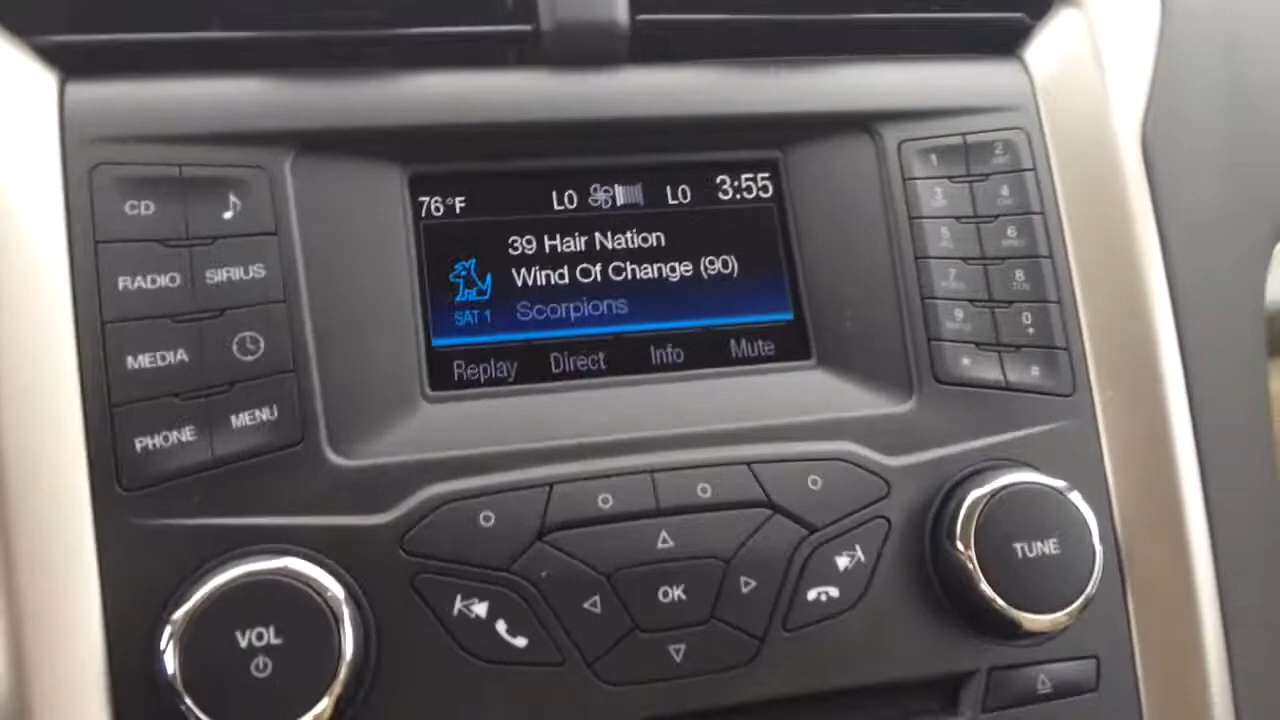 76°F LO LO 3:55
39 Hair Nation
Wind Of Change (90)
SAT 1 Scorpions
Replay Direct Info Mute
CD
RADIO SIRIUS
MEDIA
PHONE MENU
1 2
3 4
5 6
7 8
9 0
+
* #
VOL
OK
TUNE